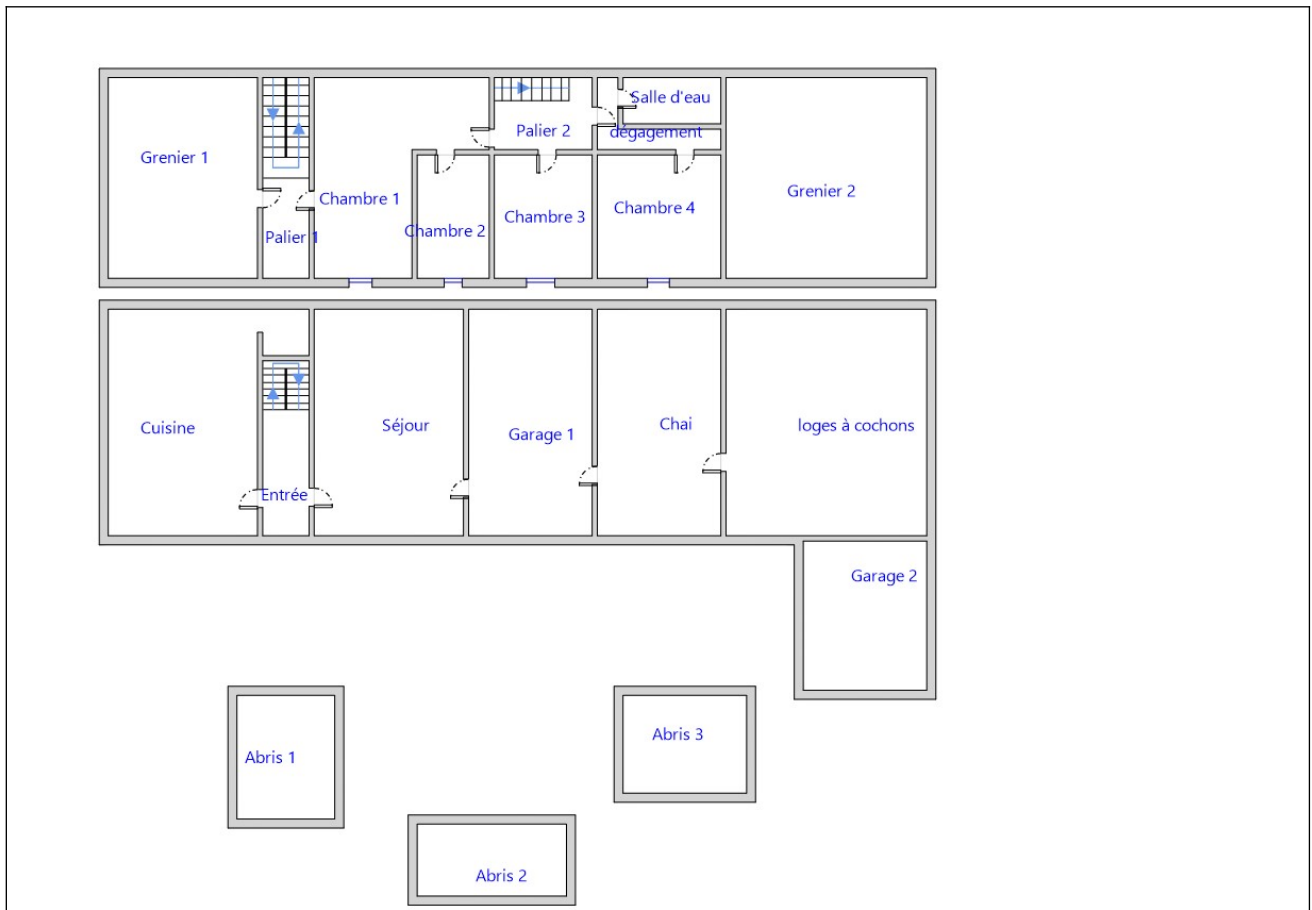 Salle d'eau
Palier 2
dégagement
Grenier 1
Grenier 2
Chambre 1
Chambre 4
Chambre 3
Chambre 2
Palier 1
Cuisine
Séjour
Garage 1
Chai
loges à cochons
Entrée
Garage 2
Abris 3
Abris 1
Abris 2